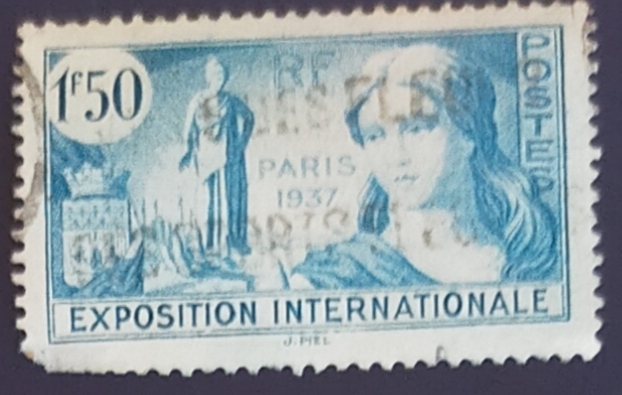 1F50
RF
POSTES
PARIS
1937
EXPOSITION INTERNATIONALE
J. PIEL